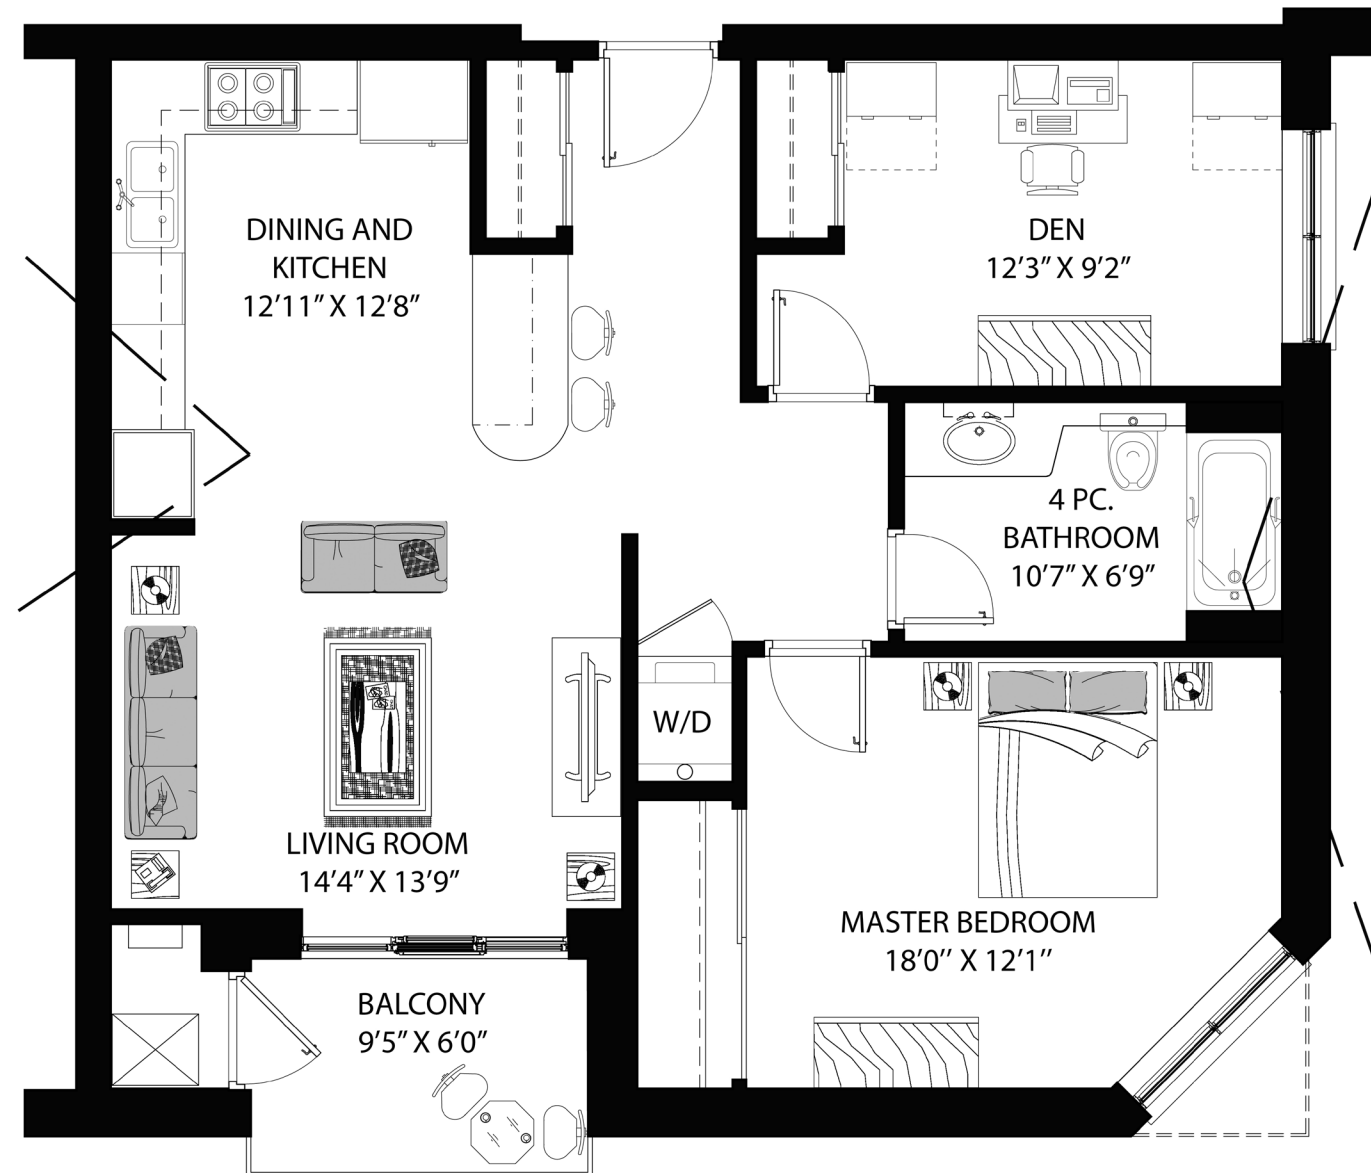 DINING AND
KITCHEN
12’11” X 12’8”
DEN
12’3” X 9’2”
4 PC.
BATHROOM
10’7” X 6’9”
W/D
LIVING ROOM
14’4” X 13’9”
MASTER BEDROOM
18’0’’ X 12’1’’
BALCONY
9’5” X 6’0”